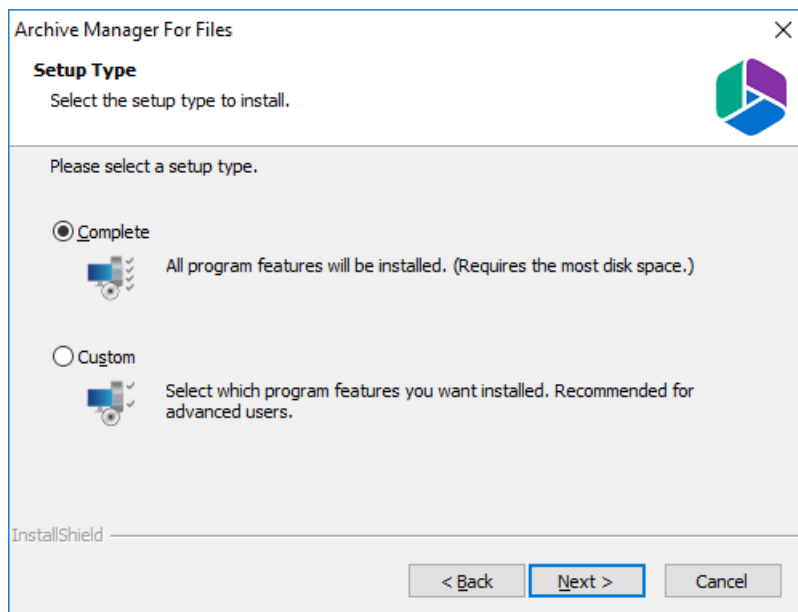 Archive Manager For Files
Setup Type
Select the setup type to install.
Please select a setup type.
Complete
All program features will be installed. (Requires the most disk space.)
Custom
Select which program features you want installed. Recommended for
advanced users.
InstallShield
< Back
Next >
Cancel